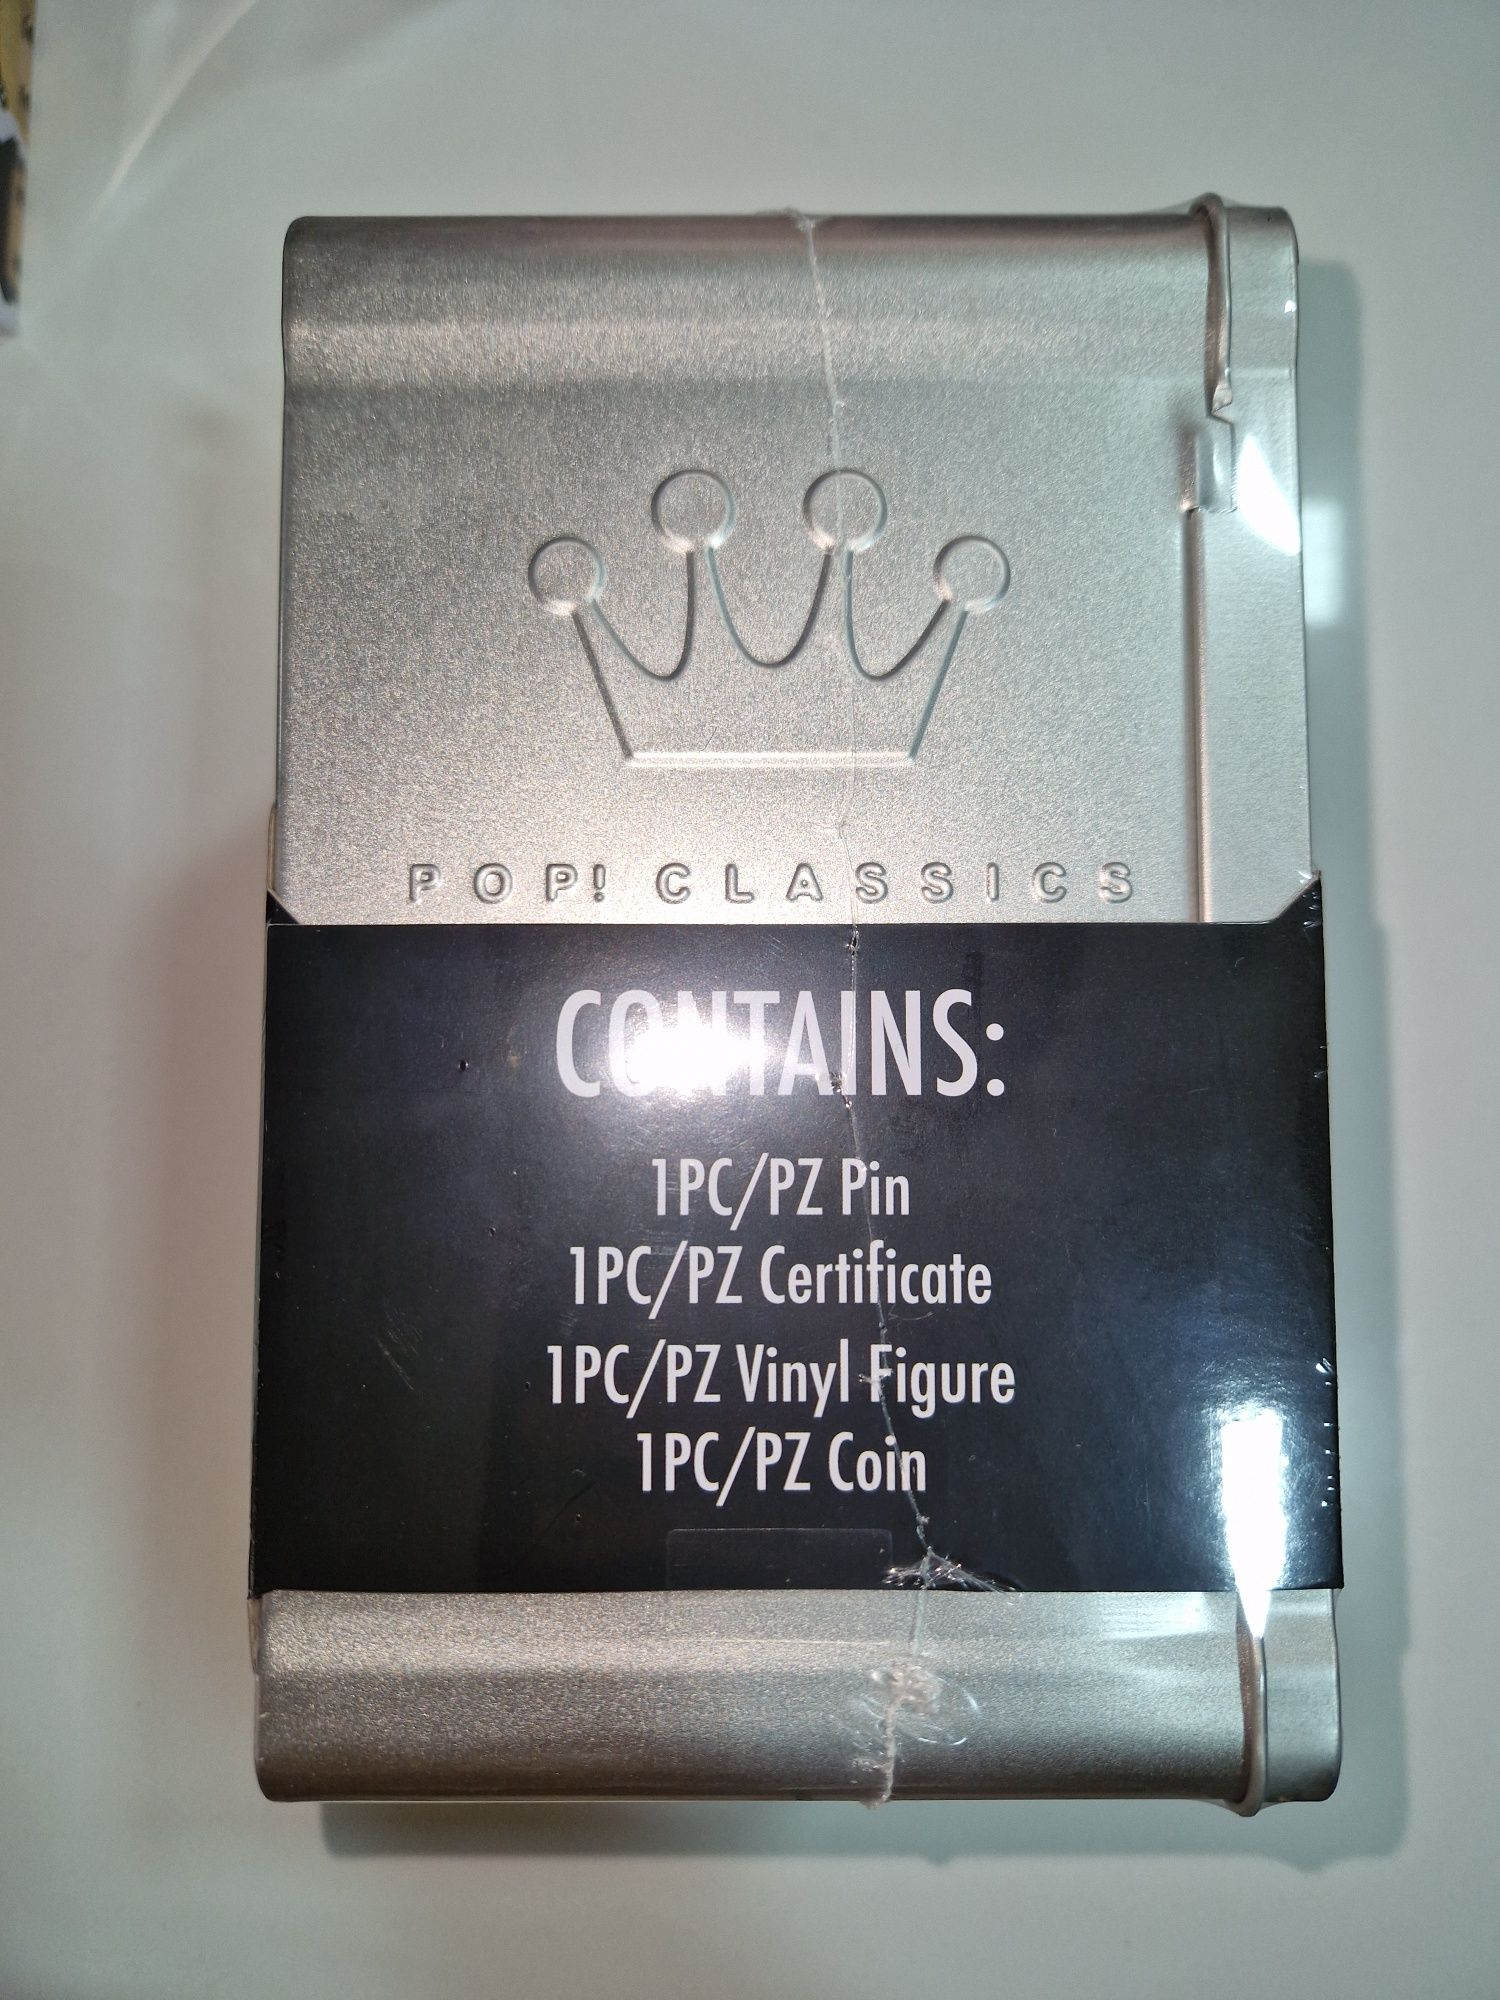 POP! CLASSICS
CONTAINS:
1PC/PZ Pin
1PC/PZ Certificate
1PC/PZ Vinyl Figure
1PC/PZ Coin